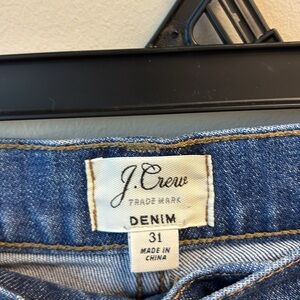 J.Crew
TRADE MARK
DENIM
31
MADE IN
CHINA